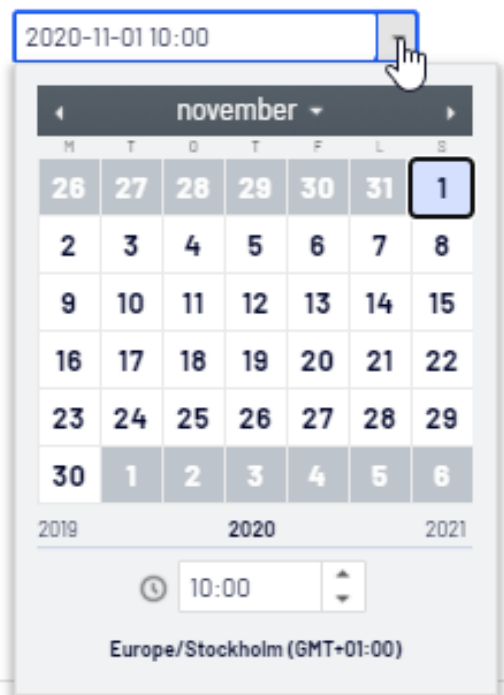 2020-11-01 10:00
november
M T O T F L S
26 27 28 29 30 31 1
2 3 4 5 6 7 8
9 10 11 12 13 14 15
16 17 18 19 20 21 22
23 24 25 26 27 28 29
30 1 2 3 4 5 6
2019 2020 2021
10:00
Europe/Stockholm (GMT+01:00)